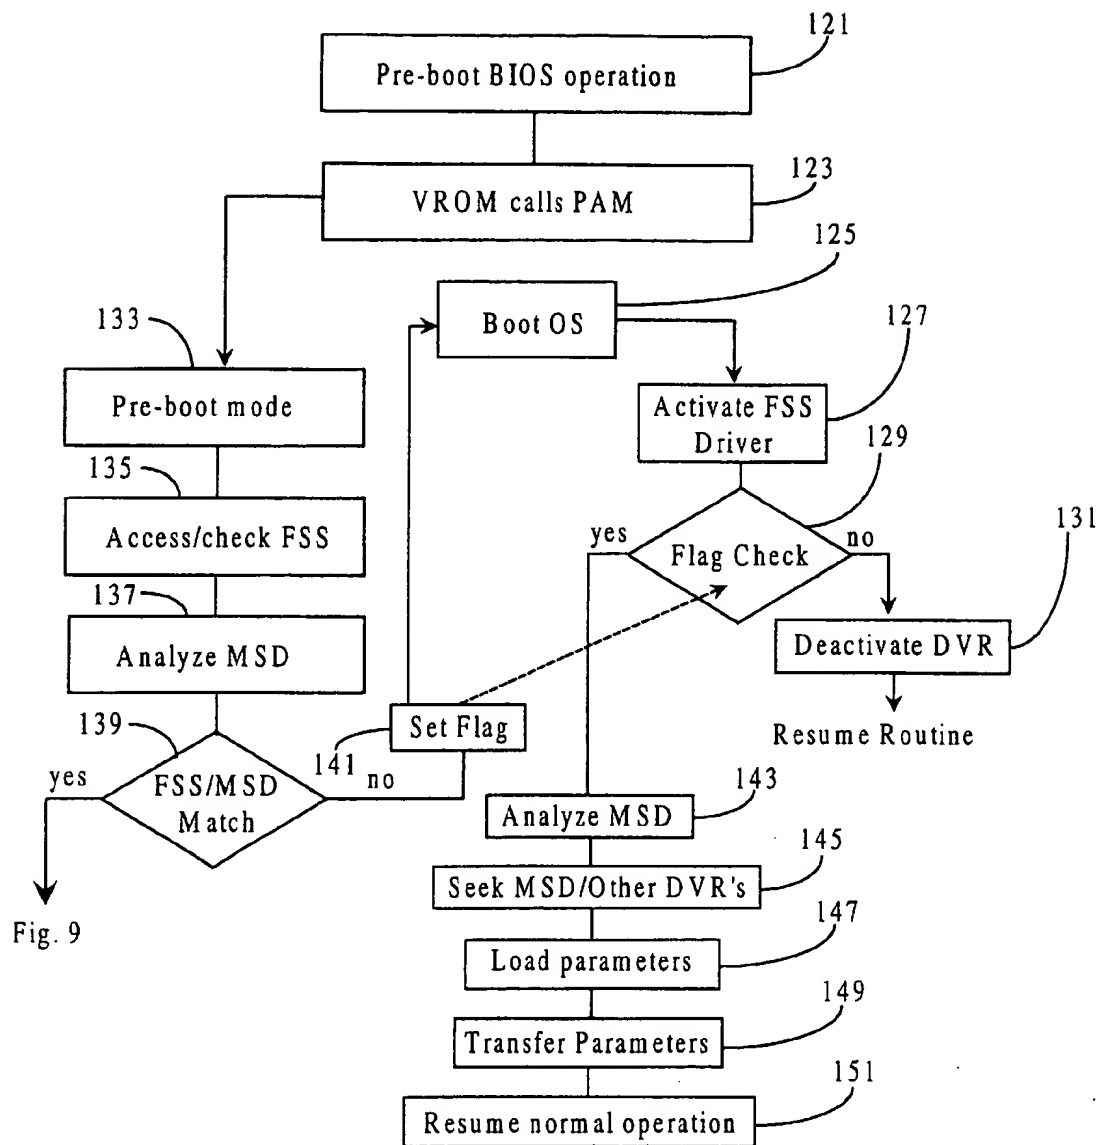 121
Pre-boot BIOS operation
123
VROM calls PAM
125
Boot OS
133
127
Pre-boot mode
Activate FSS
Driver
129
135
Access/check FSS
131
yes
Flag Check
no
137
Analyze MSD
Deactivate DVR
139
Set Flag
Resume Routine
141
yes
FSS/MSD
Match
no
143
Analyze MSD
145
Seek MSD/Other DVR's
Fig. 9
147
Load parameters
149
Transfer Parameters
151
Resume normal operation